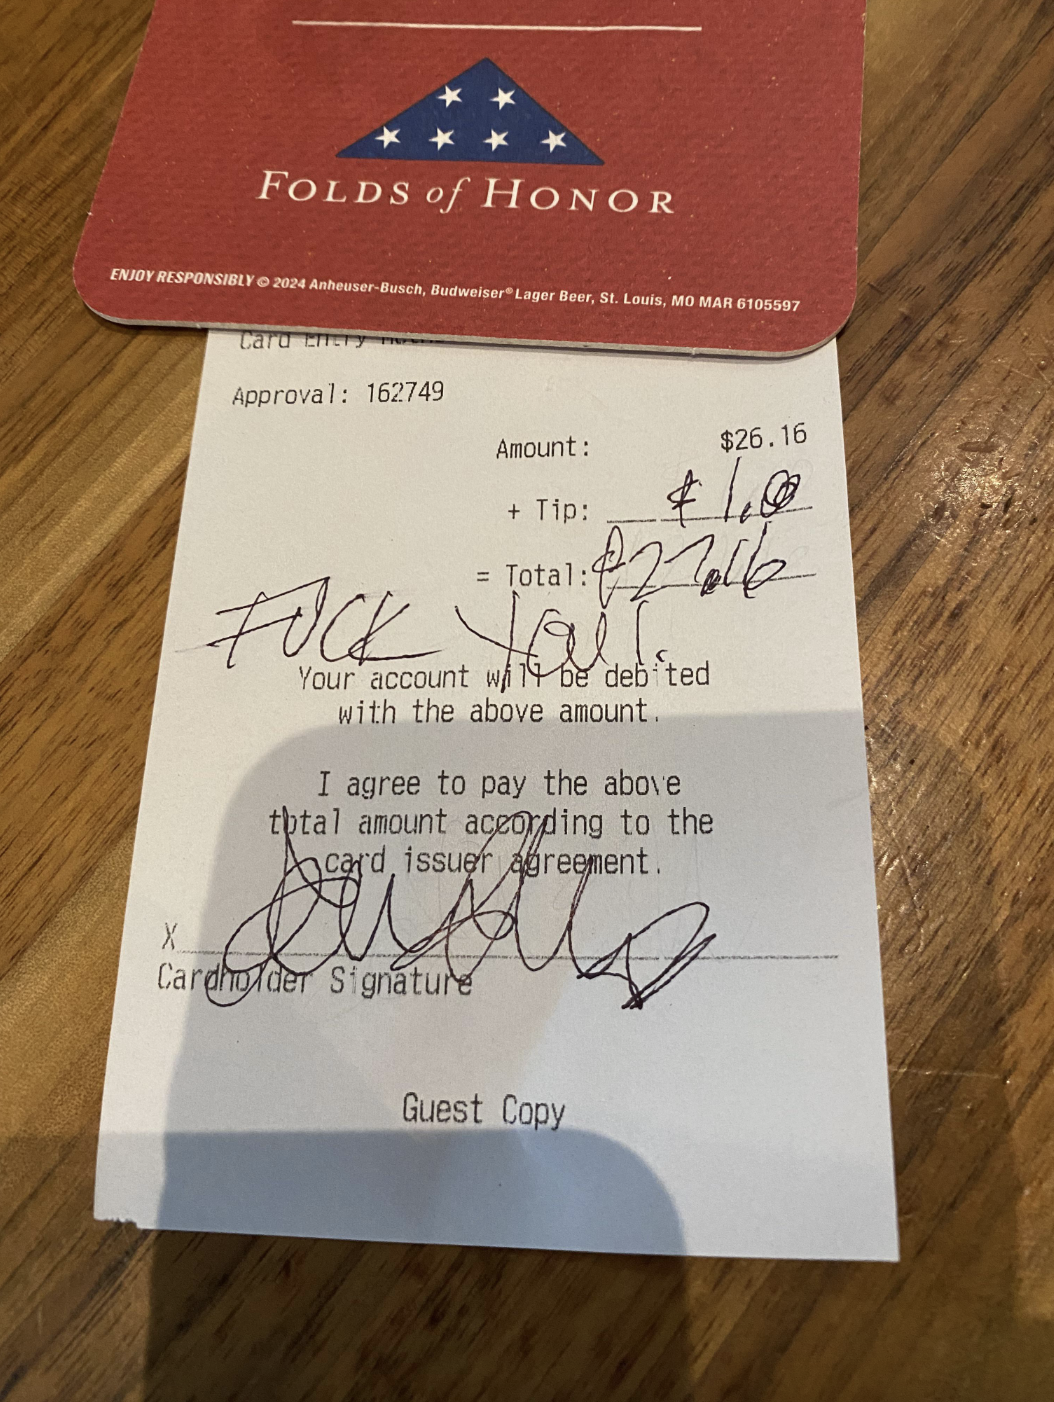 FOLDS of HONOR
ENJOY RESPONSIBLY © 2024 Anheuser-Busch, Budweiser® Lager Beer, St. Louis, MO MAR 6105597
Card Entry
Approval: 162749
Amount: $26.16
+ Tip: $1.00
= Total: $27.16
FUCK YOU!
Your account will be debited
with the above amount.
I agree to pay the above
total amount according to the
card issuer agreement.
X
Cardholder Signature
Guest Copy